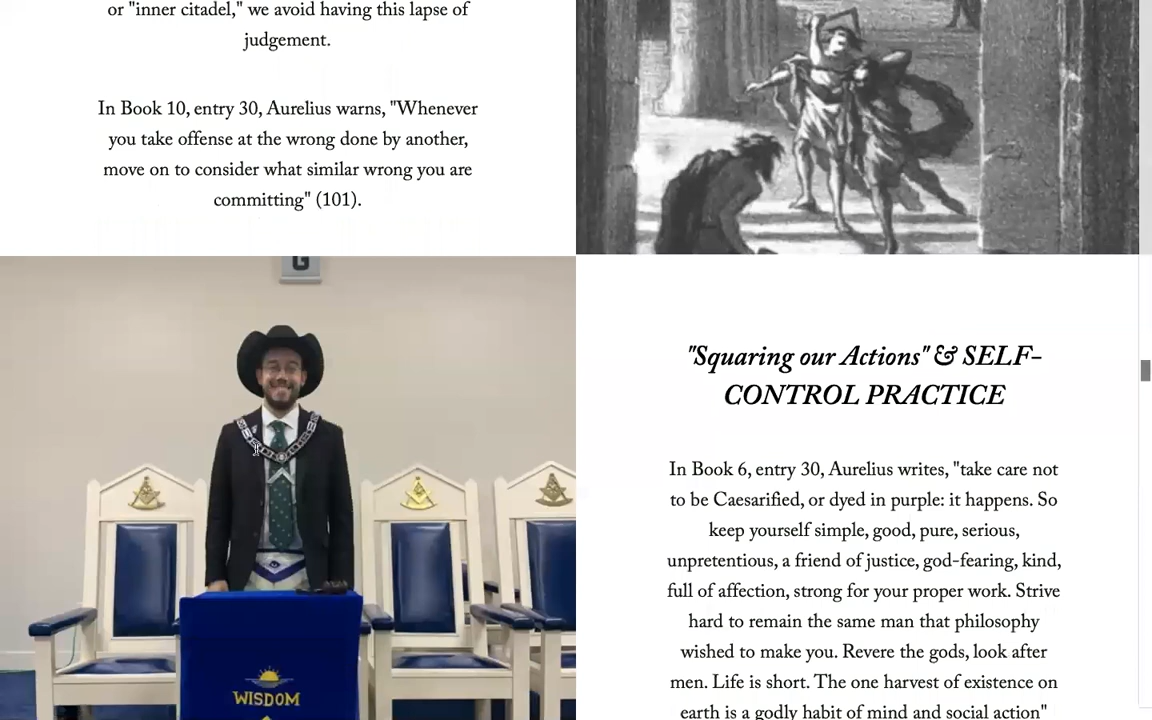 or "inner citadel," we avoid having this lapse of
judgement.
In Book 10, entry 30, Aurelius warns, "Whenever
you take offense at the wrong done by another,
move on to consider what similar wrong you are
committing" (101).
G
WISDOM
"Squaring our Actions" & SELF-
CONTROL PRACTICE
In Book 6, entry 30, Aurelius writes, "take care not
to be Caesarified, or dyed in purple: it happens. So
keep yourself simple, good, pure, serious,
unpretentious, a friend of justice, god-fearing, kind,
full of affection, strong for your proper work. Strive
hard to remain the same man that philosophy
wished to make you. Revere the gods, look after
men. Life is short. The one harvest of existence on
earth is a godly habit of mind and social action"